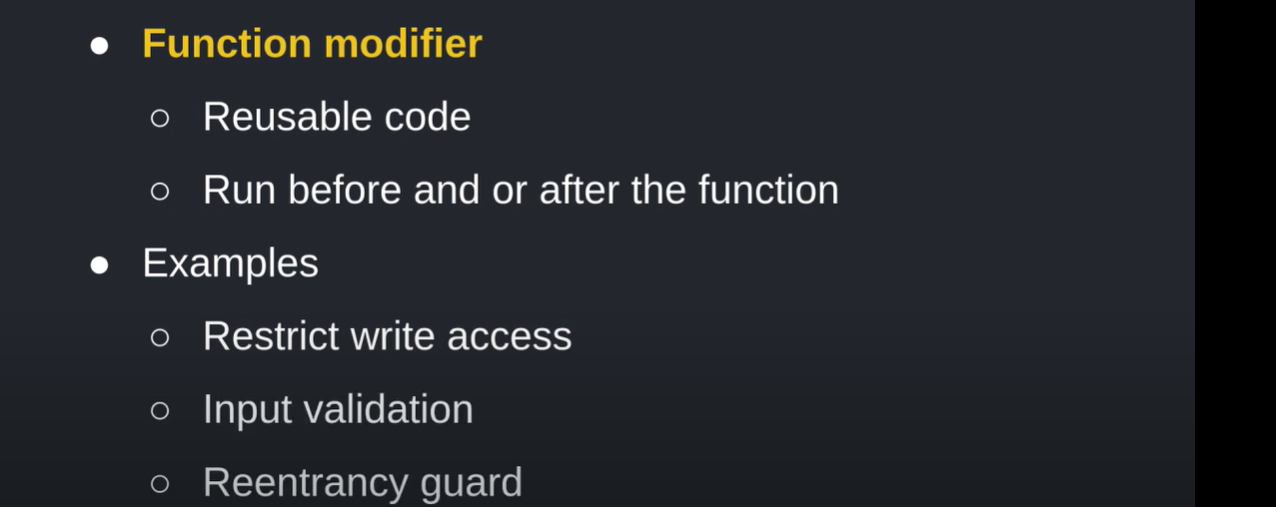 ● Function modifier
○ Reusable code
○ Run before and or after the function
● Examples
○ Restrict write access
○ Input validation
○ Reentrancy guard